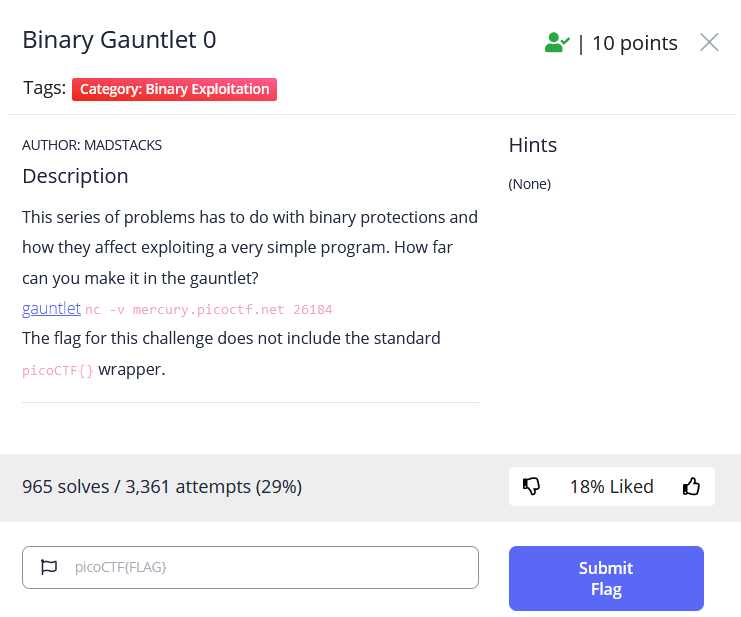 Binary Gauntlet 0
| 10 points
Tags: Category: Binary Exploitation
AUTHOR: MADSTACKS
Description
This series of problems has to do with binary protections and
how they affect exploiting a very simple program. How far
can you make it in the gauntlet?
gauntlet nc -v mercury.picoctf.net 26184
The flag for this challenge does not include the standard
picoCTF{} wrapper.
Hints
(None)
965 solves / 3,361 attempts (29%)
18% Liked
picoCTF{FLAG}
Submit
Flag